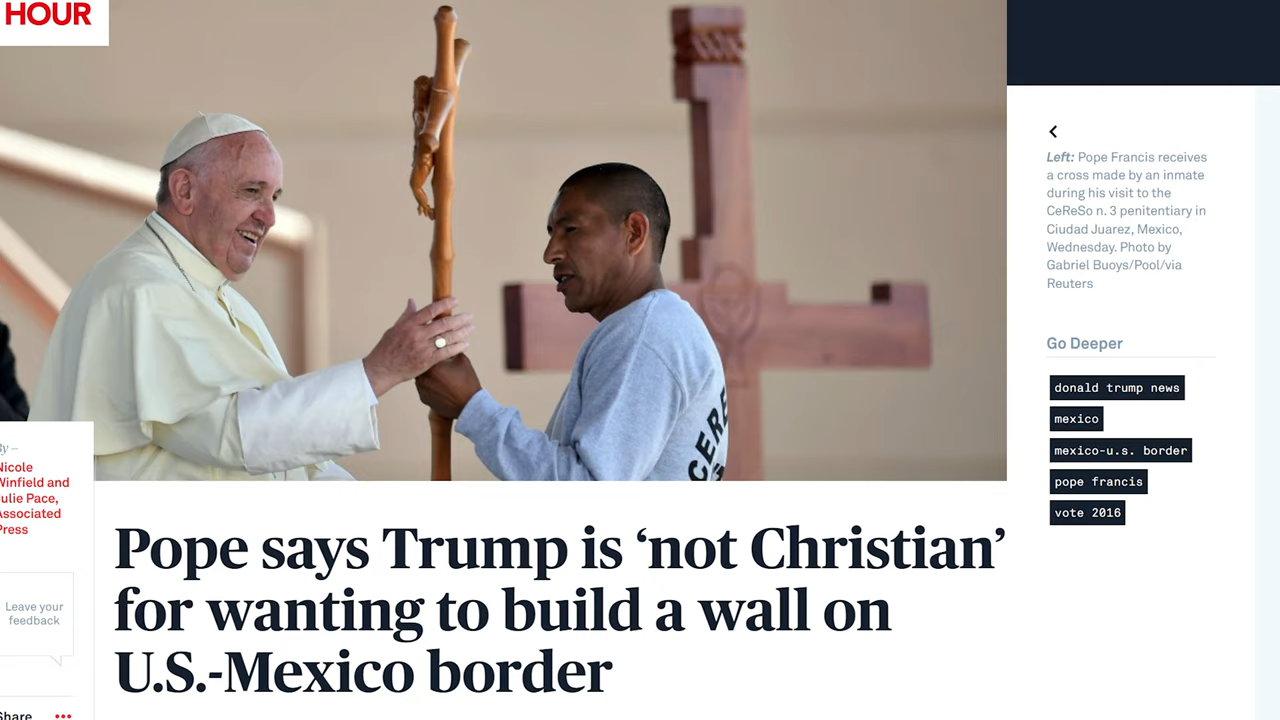 HOUR
Left: Pope Francis receives
a cross made by an inmate
during his visit to the
CeReSo n. 3 penitentiary in
Ciudad Juarez, Mexico,
Wednesday. Photo by
Gabriel Buoys/Pool/via
Reuters
Go Deeper
donald trump news
mexico
mexico-u.s. border
pope francis
vote 2016
CERE
By —
Nicole
Winfield and
Julie Pace,
Associated
Press
Leave your
feedback
Share
Pope says Trump is ‘not Christian’
for wanting to build a wall on
U.S.-Mexico border